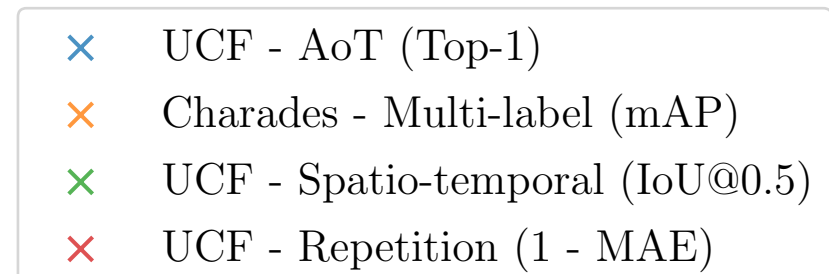 UCF - AoT (Top-1)
Charades - Multi-label (mAP)
UCF - Spatio-temporal (IoU@0.5)
UCF - Repetition (1 - MAE)